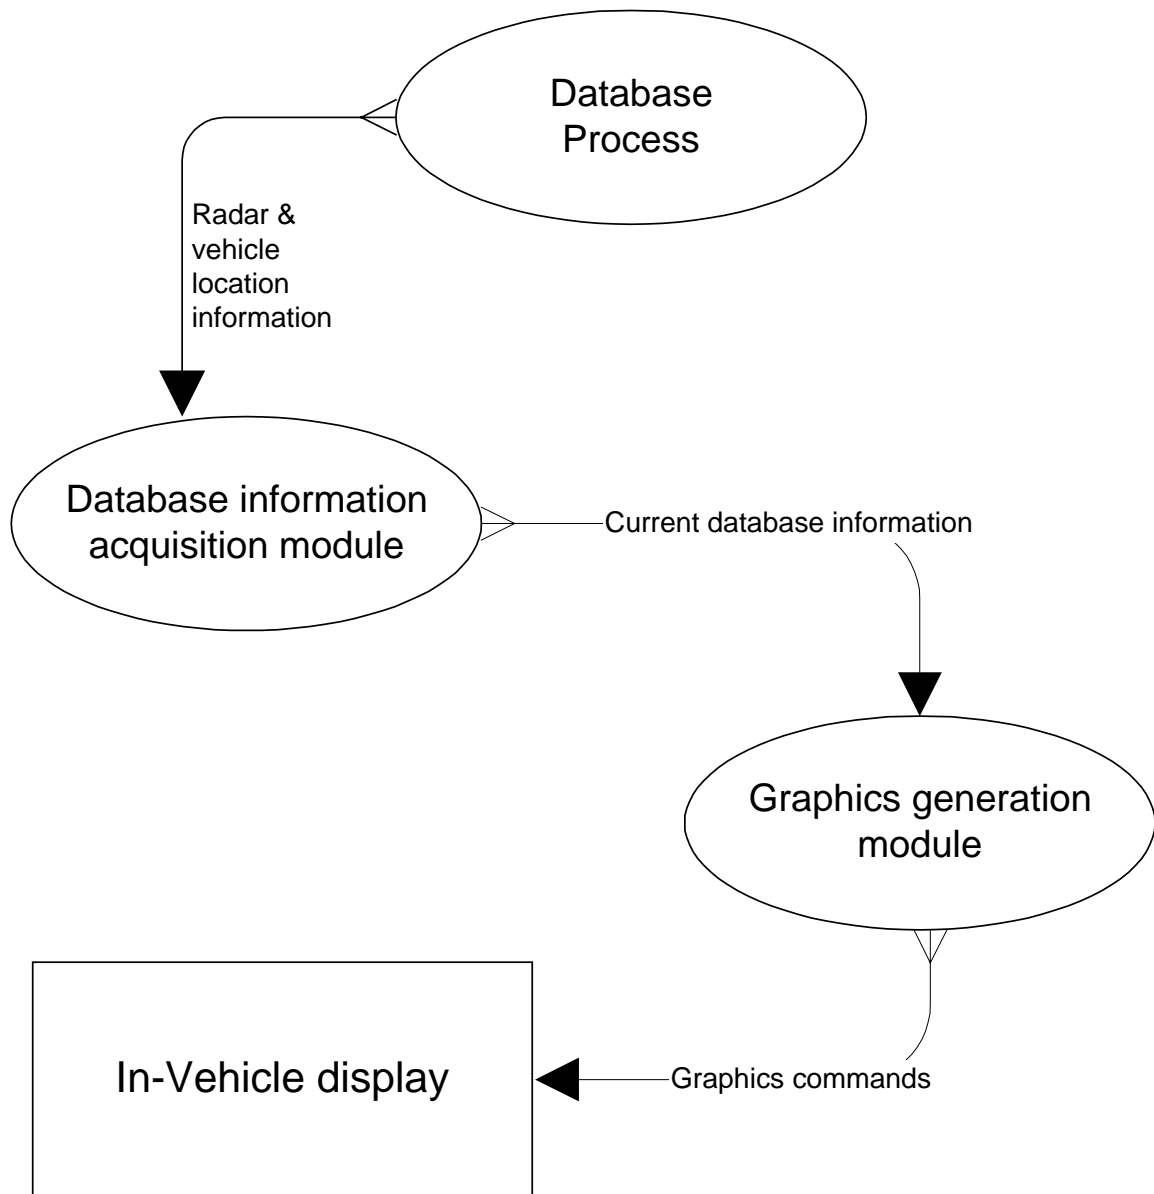 Database
Process
Radar &
vehicle
location
information
Database information
acquisition module
Current database information
Graphics generation
module
In-Vehicle display
Graphics commands